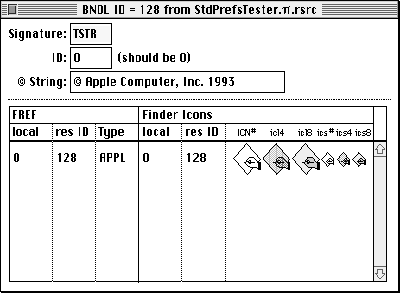 BNDL ID = 128 from StdPrefsTester.π.rsrc
Signature: TSTR
ID: 0 (should be 0)
© String: © Apple Computer, Inc. 1993
FREF Finder Icons
local res ID Type local res ID ICN# icl4 icl8 ics# ics4 ics8
0 128 APPL 0 128